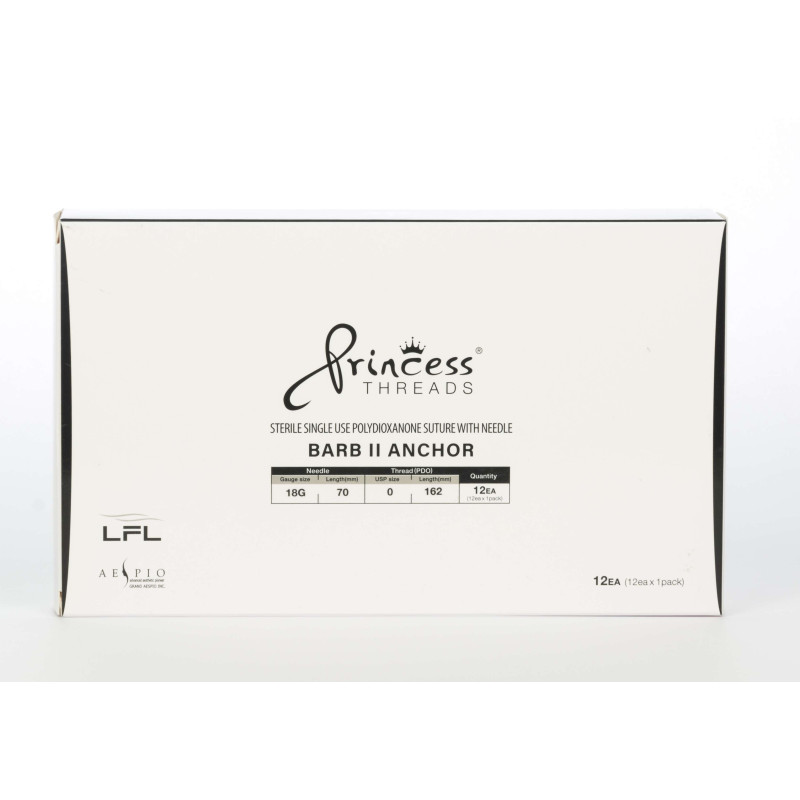 Princess®
THREADS
STERILE SINGLE USE POLYDIOXANONE SUTURE WITH NEEDLE
BARB II ANCHOR
Needle Thread(PDO) Quantity
Gauge size Length(mm) USP size Length(mm)
18G 70 0 162 12EA
(12ea x 1pack)
LFL
AESPIO
12EA (12ea x 1pack)